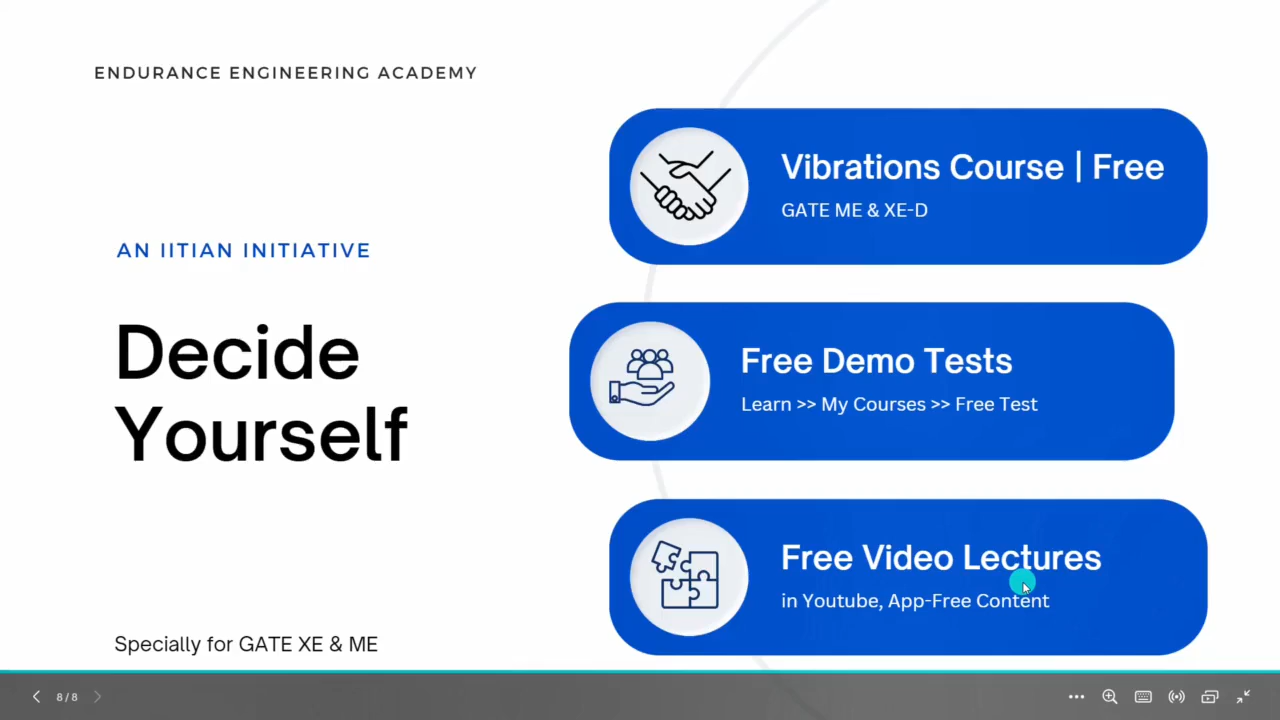 ENDURANCE ENGINEERING ACADEMY
AN IITIAN INITIATIVE
Decide
Yourself
Specially for GATE XE & ME
Vibrations Course | Free
GATE ME & XE-D
Free Demo Tests
Learn >> My Courses >> Free Test
Free Video Lectures
in Youtube, App-Free Content
8/8